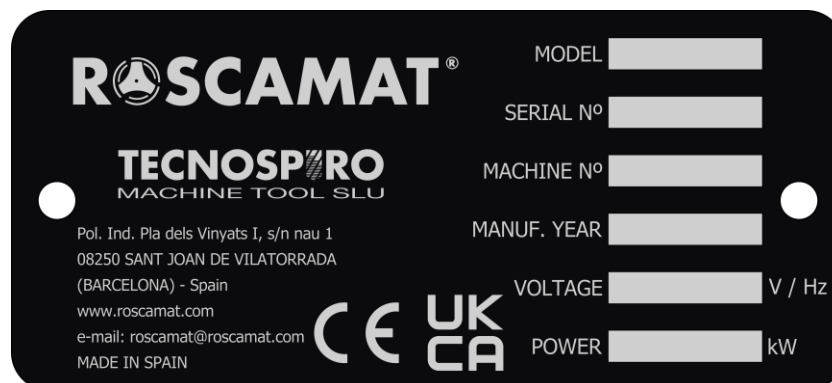 ROSCAMAT®
TECNOSPIRO
MACHINE TOOL SLU
Pol. Ind. Pla dels Vinyats I, s/n nau 1
08250 SANT JOAN DE VILATORRADA
(BARCELONA) - Spain
www.roscamat.com
e-mail: roscamat@roscamat.com
MADE IN SPAIN
CE
UK
CA
MODEL
SERIAL Nº
MACHINE Nº
MANUF. YEAR
VOLTAGE V / Hz
POWER kW